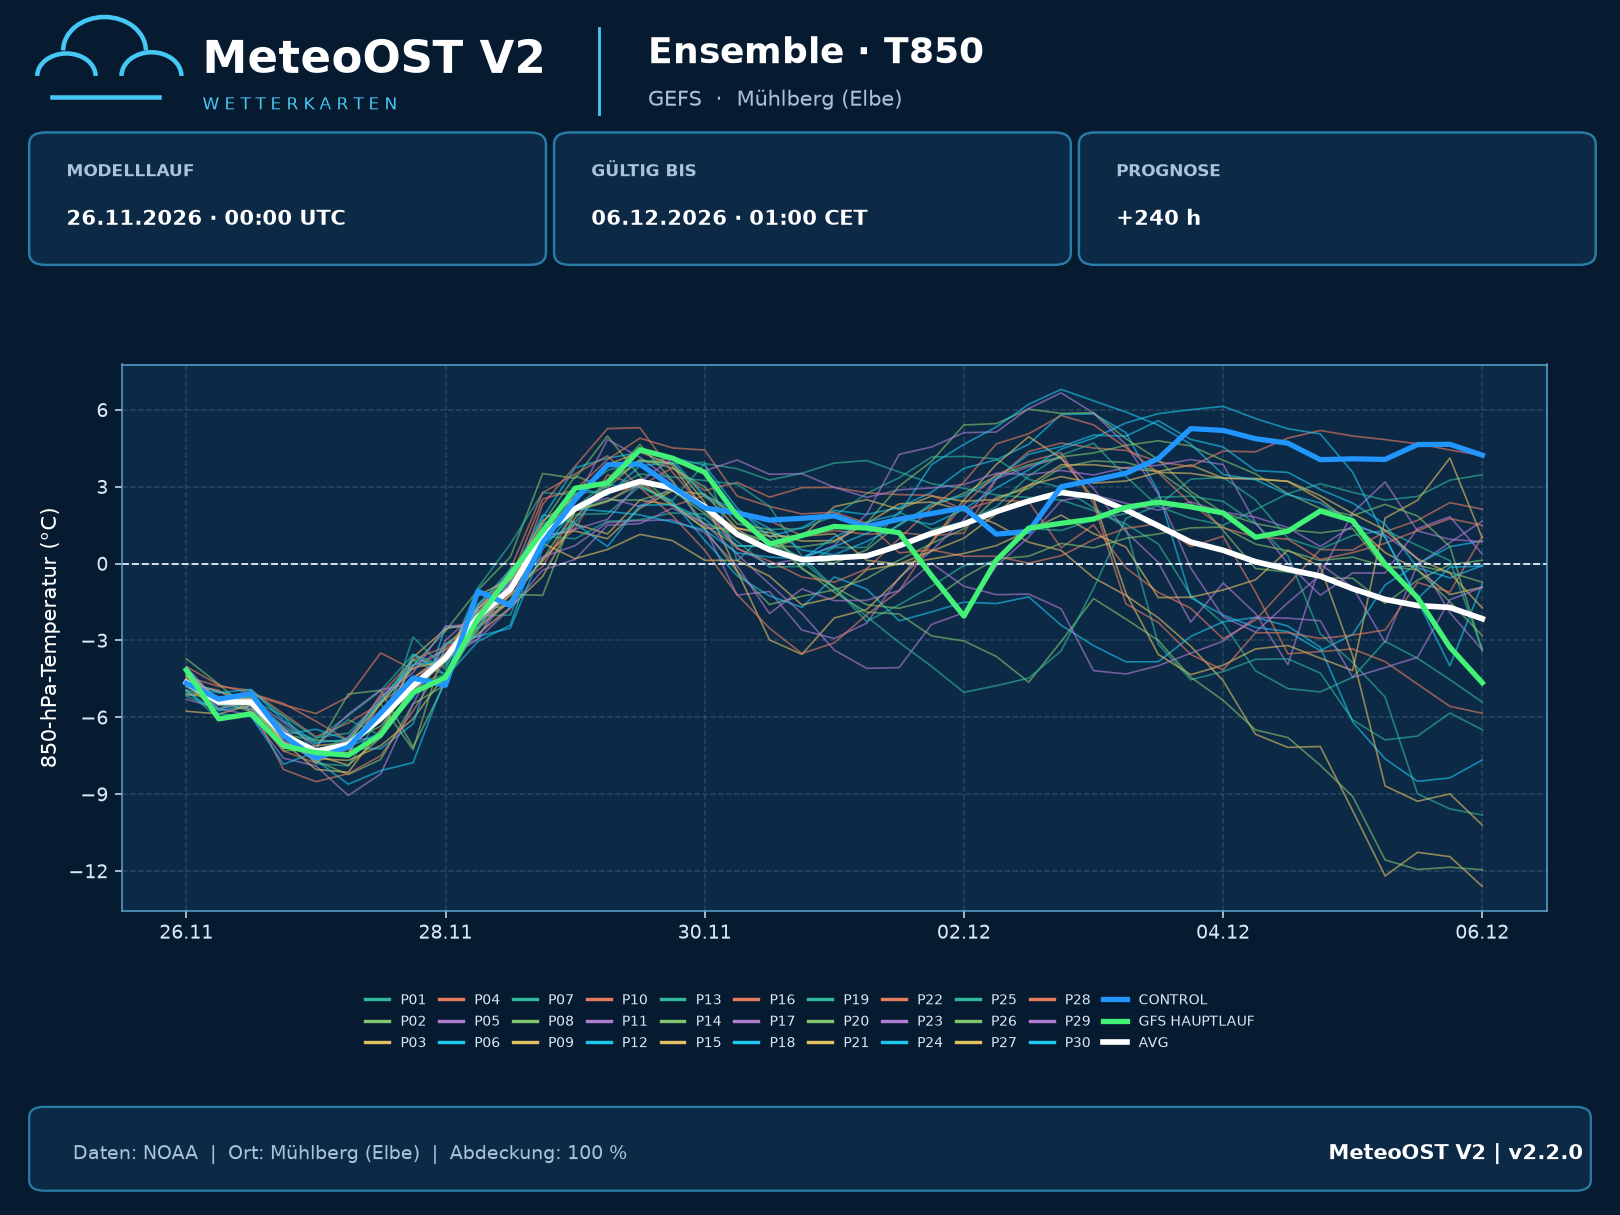 MeteoOST V2
WETTERKARTEN
Ensemble · T850
GEFS · Mühlberg (Elbe)
MODELLLAUF
26.11.2026 · 00:00 UTC
GÜLTIG BIS
06.12.2026 · 01:00 CET
PROGNOSE
+240 h
850-hPa-Temperatur (°C)
6
3
0
−3
−6
−9
−12
26.11 28.11 30.11 02.12 04.12 06.12
P01 P04 P07 P10 P13 P16 P19 P22 P25 P28 CONTROL
P02 P05 P08 P11 P14 P17 P20 P23 P26 P29 GFS HAUPTLAUF
P03 P06 P09 P12 P15 P18 P21 P24 P27 P30 AVG
Daten: NOAA | Ort: Mühlberg (Elbe) | Abdeckung: 100 %
MeteoOST V2 | v2.2.0